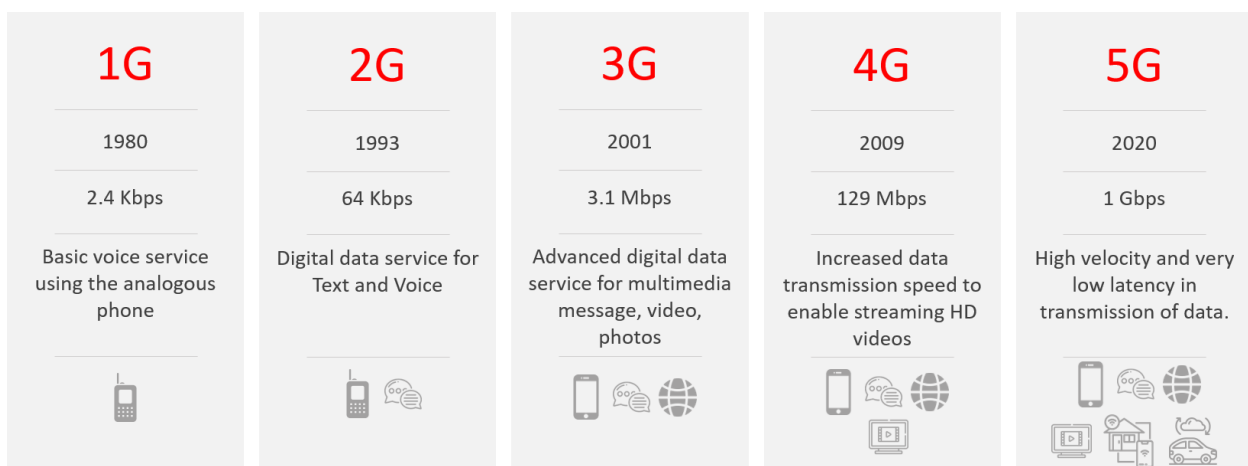 1G
1980
2.4 Kbps
Basic voice service
using the analogous
phone
2G
1993
64 Kbps
Digital data service for
Text and Voice
3G
2001
3.1 Mbps
Advanced digital data
service for multimedia
message, video,
photos
4G
2009
129 Mbps
Increased data
transmission speed to
enable streaming HD
videos
5G
2020
1 Gbps
High velocity and very
low latency in
transmission of data.